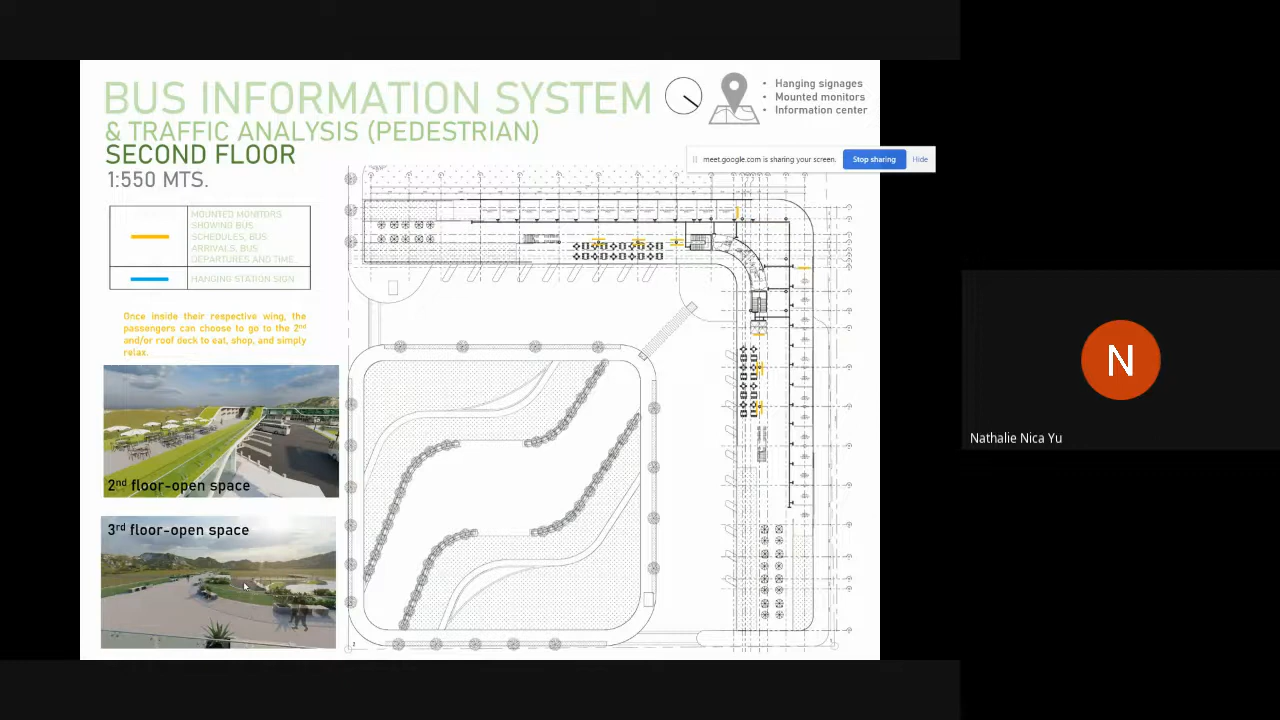 BUS INFORMATION SYSTEM
& TRAFFIC ANALYSIS (PEDESTRIAN)
SECOND FLOOR
1:550 MTS.
• Hanging signages
• Mounted monitors
• Information center
meet.google.com is sharing your screen.
Stop sharing
Hide
MOUNTED MONITORS
SHOWING BUS
SCHEDULES, BUS
ARRIVALS, BUS
DEPARTURES AND TIME.
HANGING STATION SIGN
Once inside their respective wing, the
passengers can choose to go to the 2nd
and/or roof deck to eat, shop, and simply
relax.
2nd floor-open space
3rd floor-open space
N
Nathalie Nica Yu